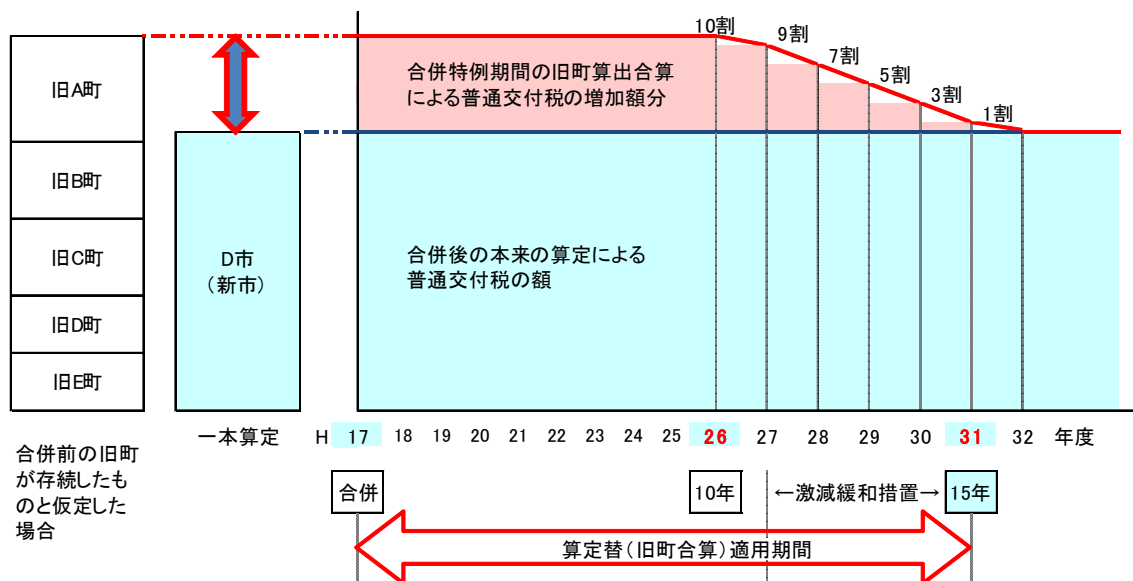 旧A町
旧B町
旧C町
旧D町
旧E町
合併前の旧町
が存続したも
のと仮定した
場合
D市
（新市）
一本算定
合併特例期間の旧町算出合算
による普通交付税の増加額分
合併後の本来の算定による
普通交付税の額
10割
9割
7割
5割
3割
1割
H 17 18 19 20 21 22 23 24 25 26 27 28 29 30 31 32 年度
合併
10年
←激減緩和措置→
15年
算定替（旧町合算）適用期間